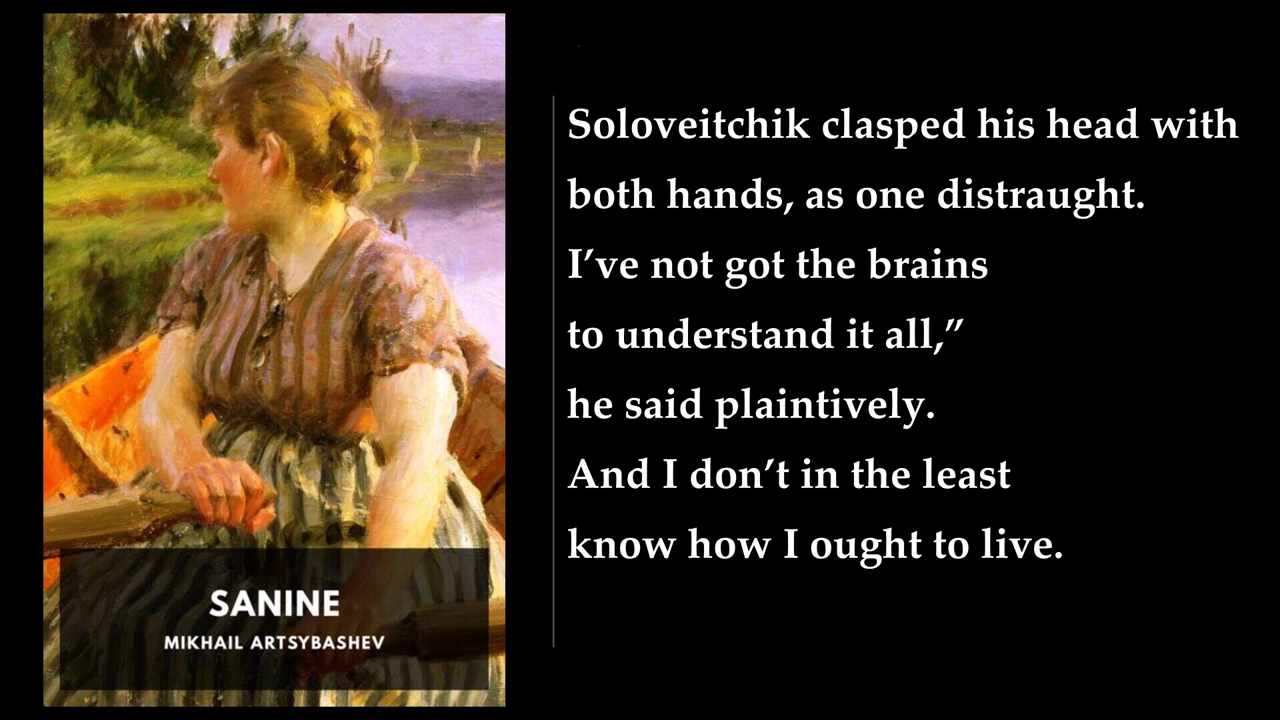 SANINE
MIKHAIL ARTSYBASHEV
Soloveitchik clasped his head with
both hands, as one distraught.
I’ve not got the brains
to understand it all,”
he said plaintively.
And I don’t in the least
know how I ought to live.